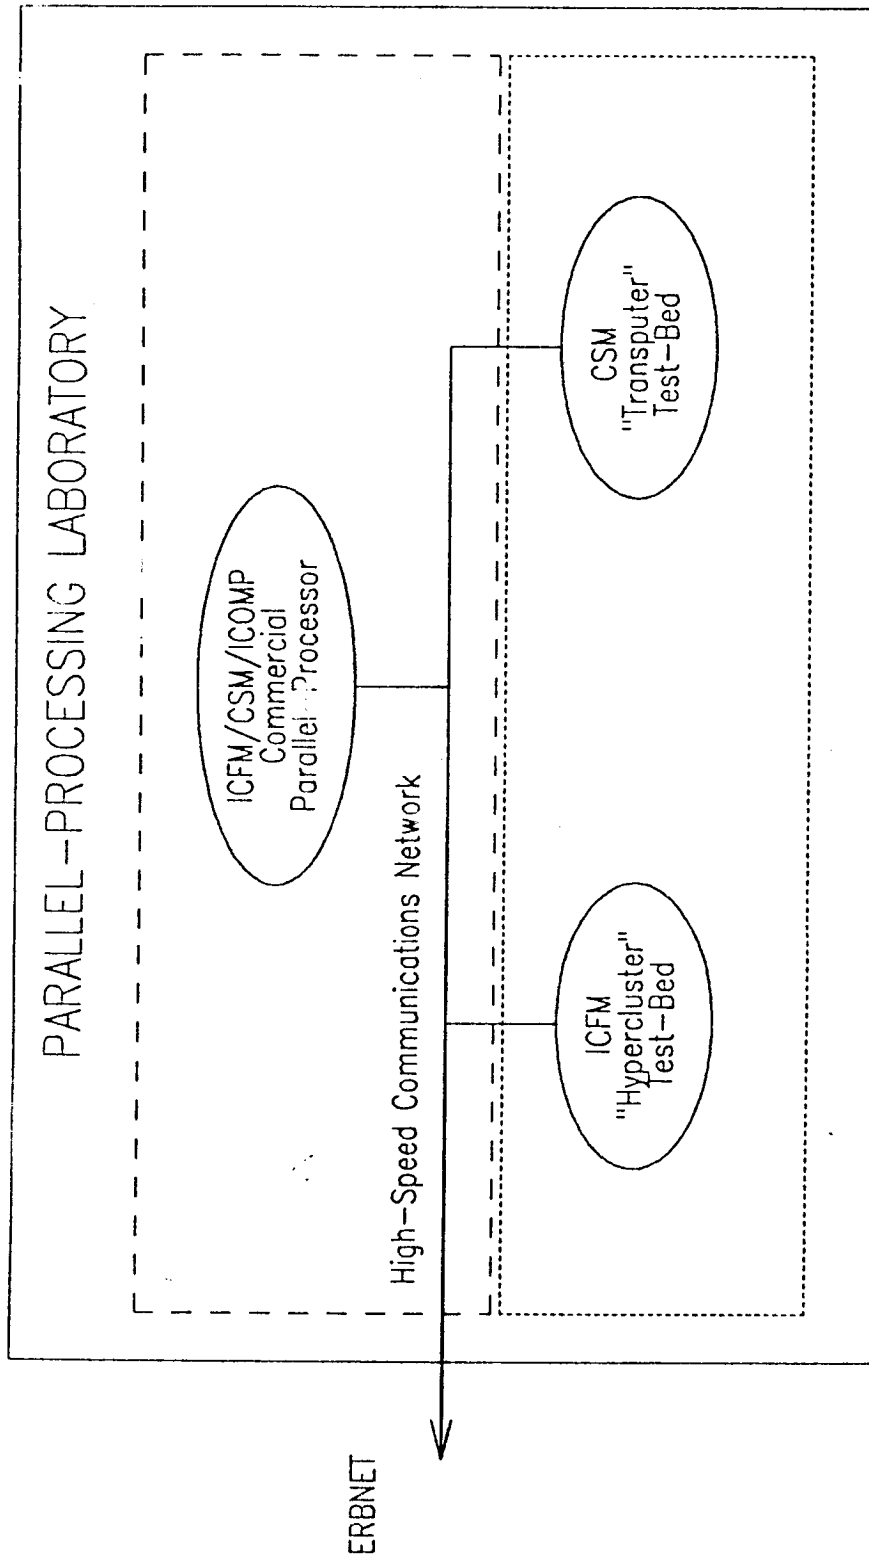 PARALLEL-PROCESSING LABORATORY
ICFM/CSM/ICOMP
Commercial
Parallel Processor
High-Speed Communications Network
ERBNET
ICFM
"Hypercluster"
Test-Bed
CSM
"Transputer"
Test-Bed